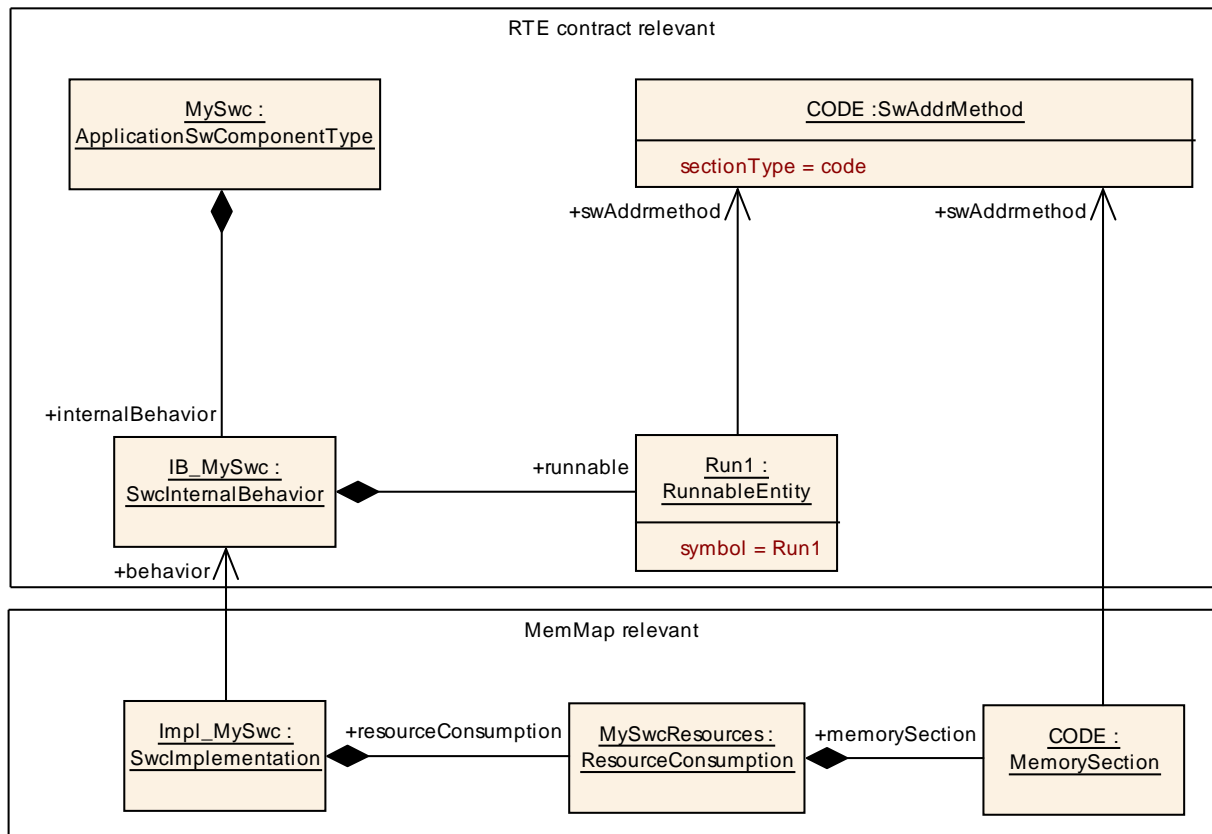 RTE contract relevant
MySwc :
ApplicationSwComponentType
CODE :SwAddrMethod
sectionType = code
+swAddrmethod
+swAddrmethod
+internalBehavior
IB_MySwc :
SwcInternalBehavior
+runnable
Run1 :
RunnableEntity
symbol = Run1
+behavior
MemMap relevant
Impl_MySwc :
SwcImplementation
+resourceConsumption
MySwcResources :
ResourceConsumption
+memorySection
CODE :
MemorySection